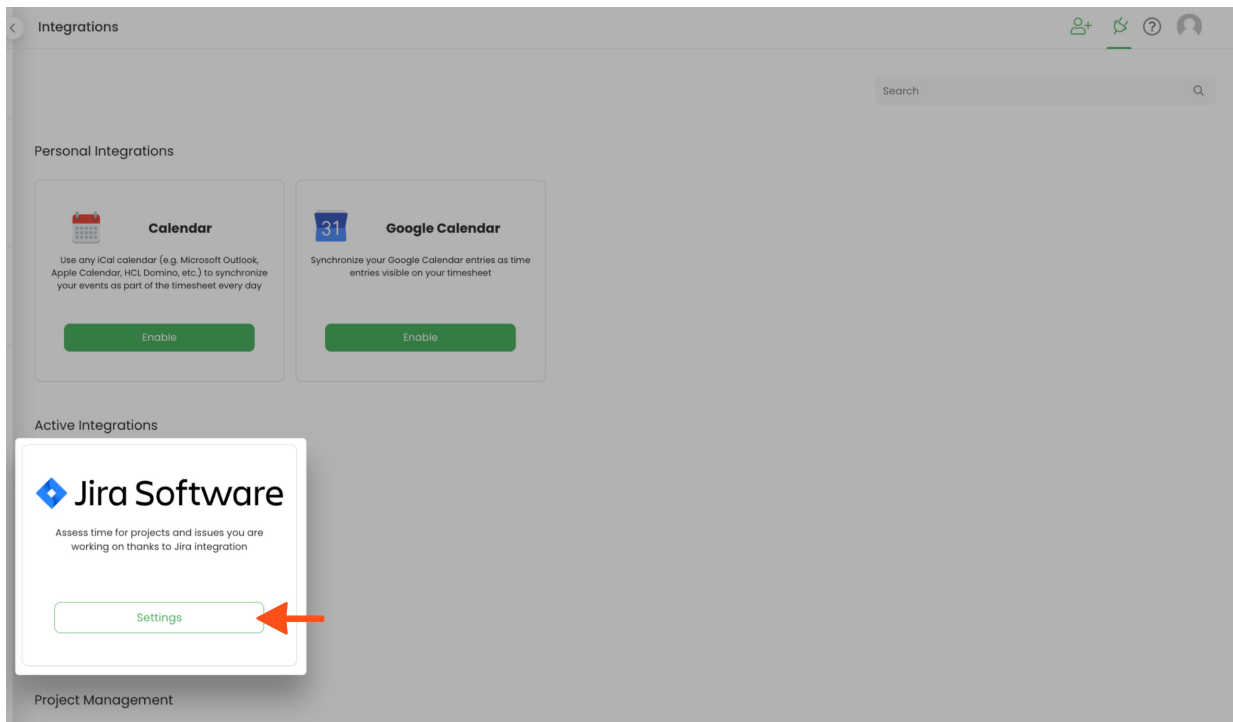 Integrations
Search
Personal Integrations
Calendar
Use any iCal calendar (e.g. Microsoft Outlook,
Apple Calendar, HCL Domino, etc.) to synchronize
your events as part of the timesheet every day
Enable
31
Google Calendar
Synchronize your Google Calendar entries as time
entries visible on your timesheet
Enable
Active Integrations
Jira Software
Assess time for projects and issues you are
working on thanks to Jira integration
Settings
Project Management